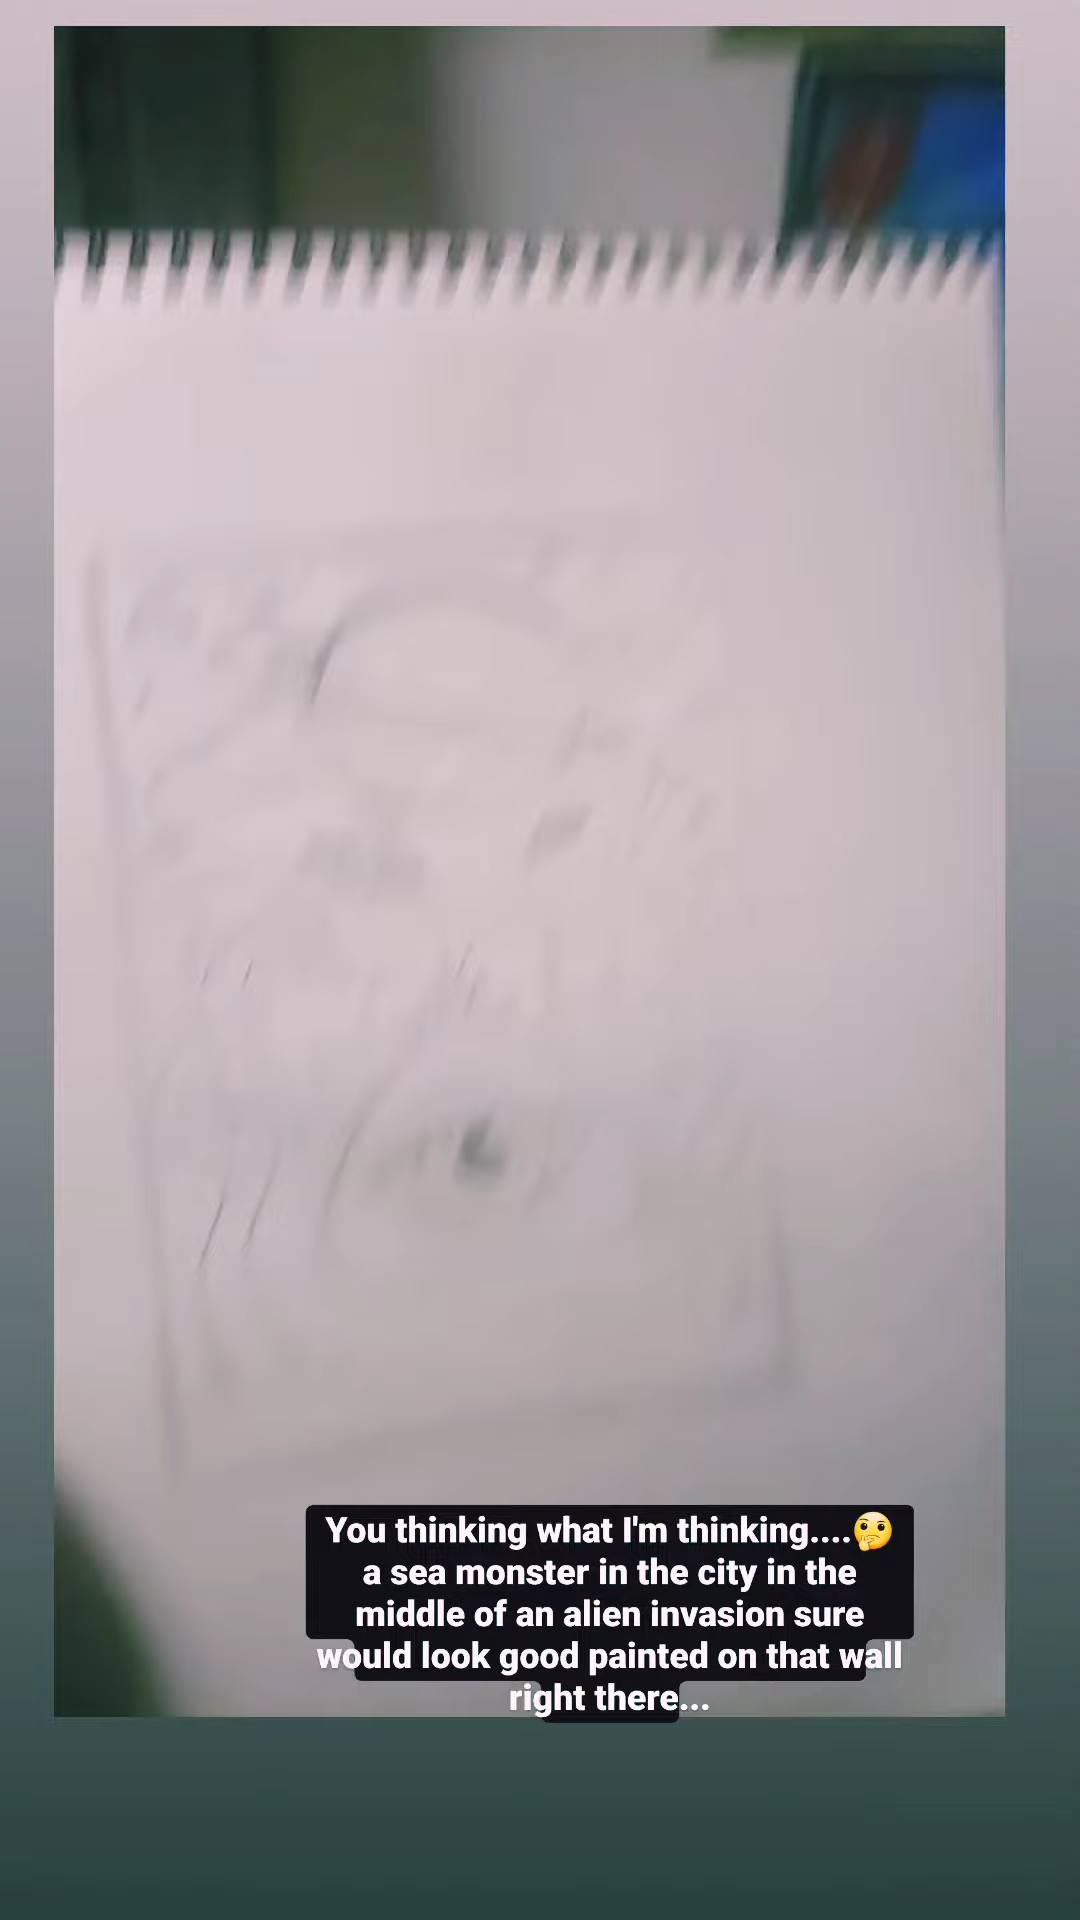 You thinking what I'm thinking....🤔
a sea monster in the city in the
middle of an alien invasion sure
would look good painted on that wall
right there...